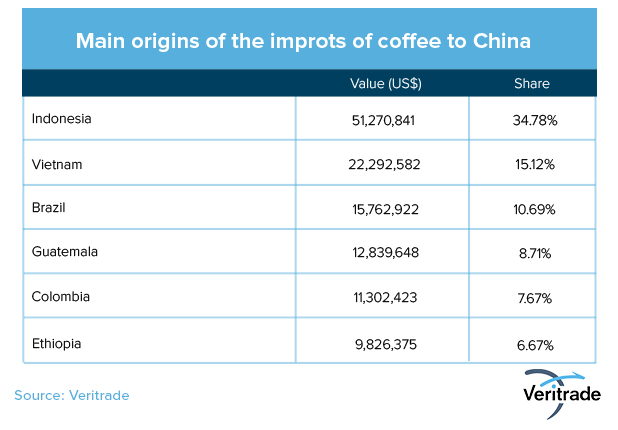 Main origins of the improts of coffee to China
Value (US$) Share
Indonesia 51,270,841 34.78%
Vietnam 22,292,582 15.12%
Brazil 15,762,922 10.69%
Guatemala 12,839,648 8.71%
Colombia 11,302,423 7.67%
Ethiopia 9,826,375 6.67%
Source: Veritrade
Veritrade